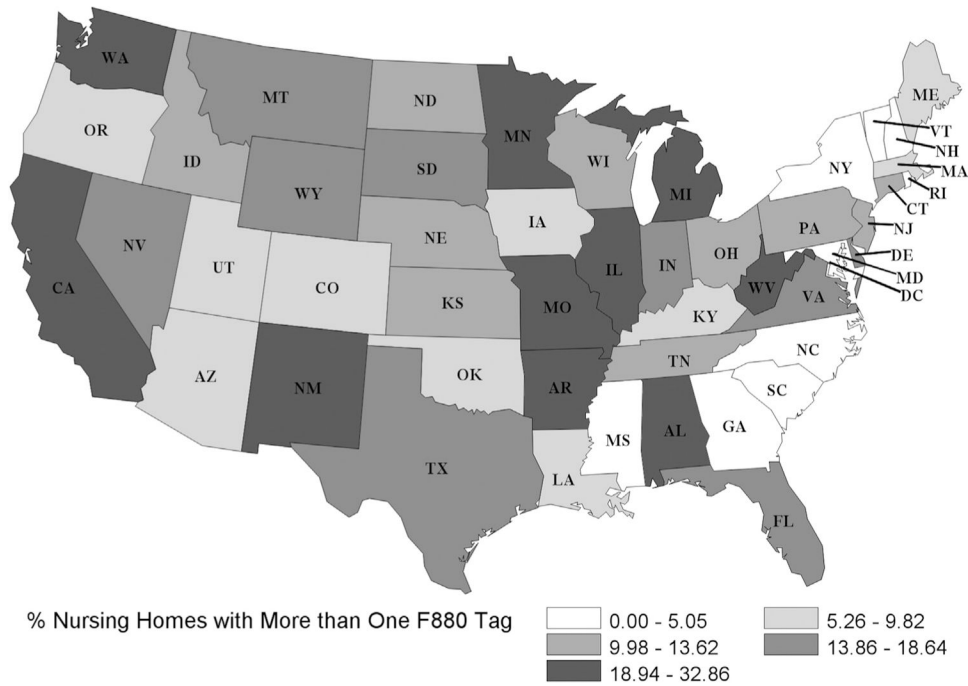 WA
ME
MT
ND
MN
VT
OR
NH
ID
SD
WI
NY
MA
MI
RI
WY
CT
IA
PA
NJ
NE
OH
NV
IN
DE
UT
IL
MD
CA
CO
WV
VA
DC
KS
MO
KY
NC
TN
AZ
OK
NM
AR
SC
GA
MS
AL
TX
LA
FL
% Nursing Homes with More than One F880 Tag
0.00 - 5.05
5.26 - 9.82
9.98 - 13.62
13.86 - 18.64
18.94 - 32.86